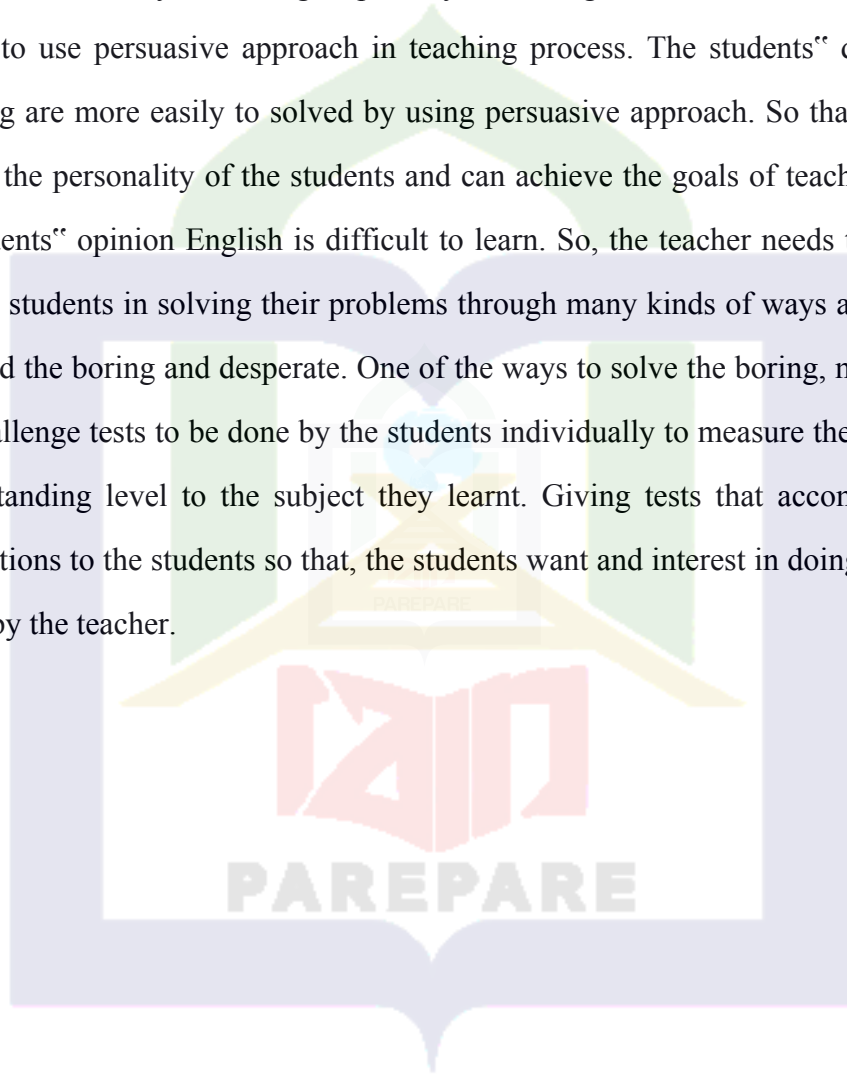 to use persuasive approach in teaching process. The students‟ d
g are more easily to solved by using persuasive approach. So tha
the personality of the students and can achieve the goals of teach
ents‟ opinion English is difficult to learn. So, the teacher needs t
students in solving their problems through many kinds of ways a
d the boring and desperate. One of the ways to solve the boring, m
allenge tests to be done by the students individually to measure the
tanding level to the subject they learnt. Giving tests that accom
tions to the students so that, the students want and interest in doing
by the teacher.
PAREPARE
IAIN
PAREPARE